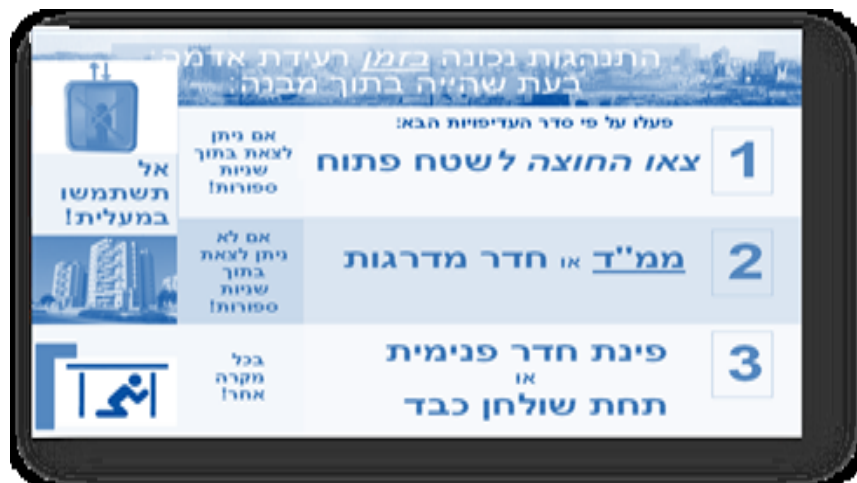 התנהגות נכונה בזמן רעידת אדמה:
בעת שהייה בתוך מבנה:
פעלו על פי סדר העדיפויות הבא:
1
צאו החוצה לשטח פתוח
אם ניתן
לצאת בתוך
שניות
ספורות!
2
ממ''ד או חדר מדרגות
אם לא
ניתן לצאת
בתוך
שניות
ספורות!
3
פינת חדר פנימית
או
תחת שולחן כבד
בכל
מקרה
אחר!
אל
תשתמשו
במעלית!